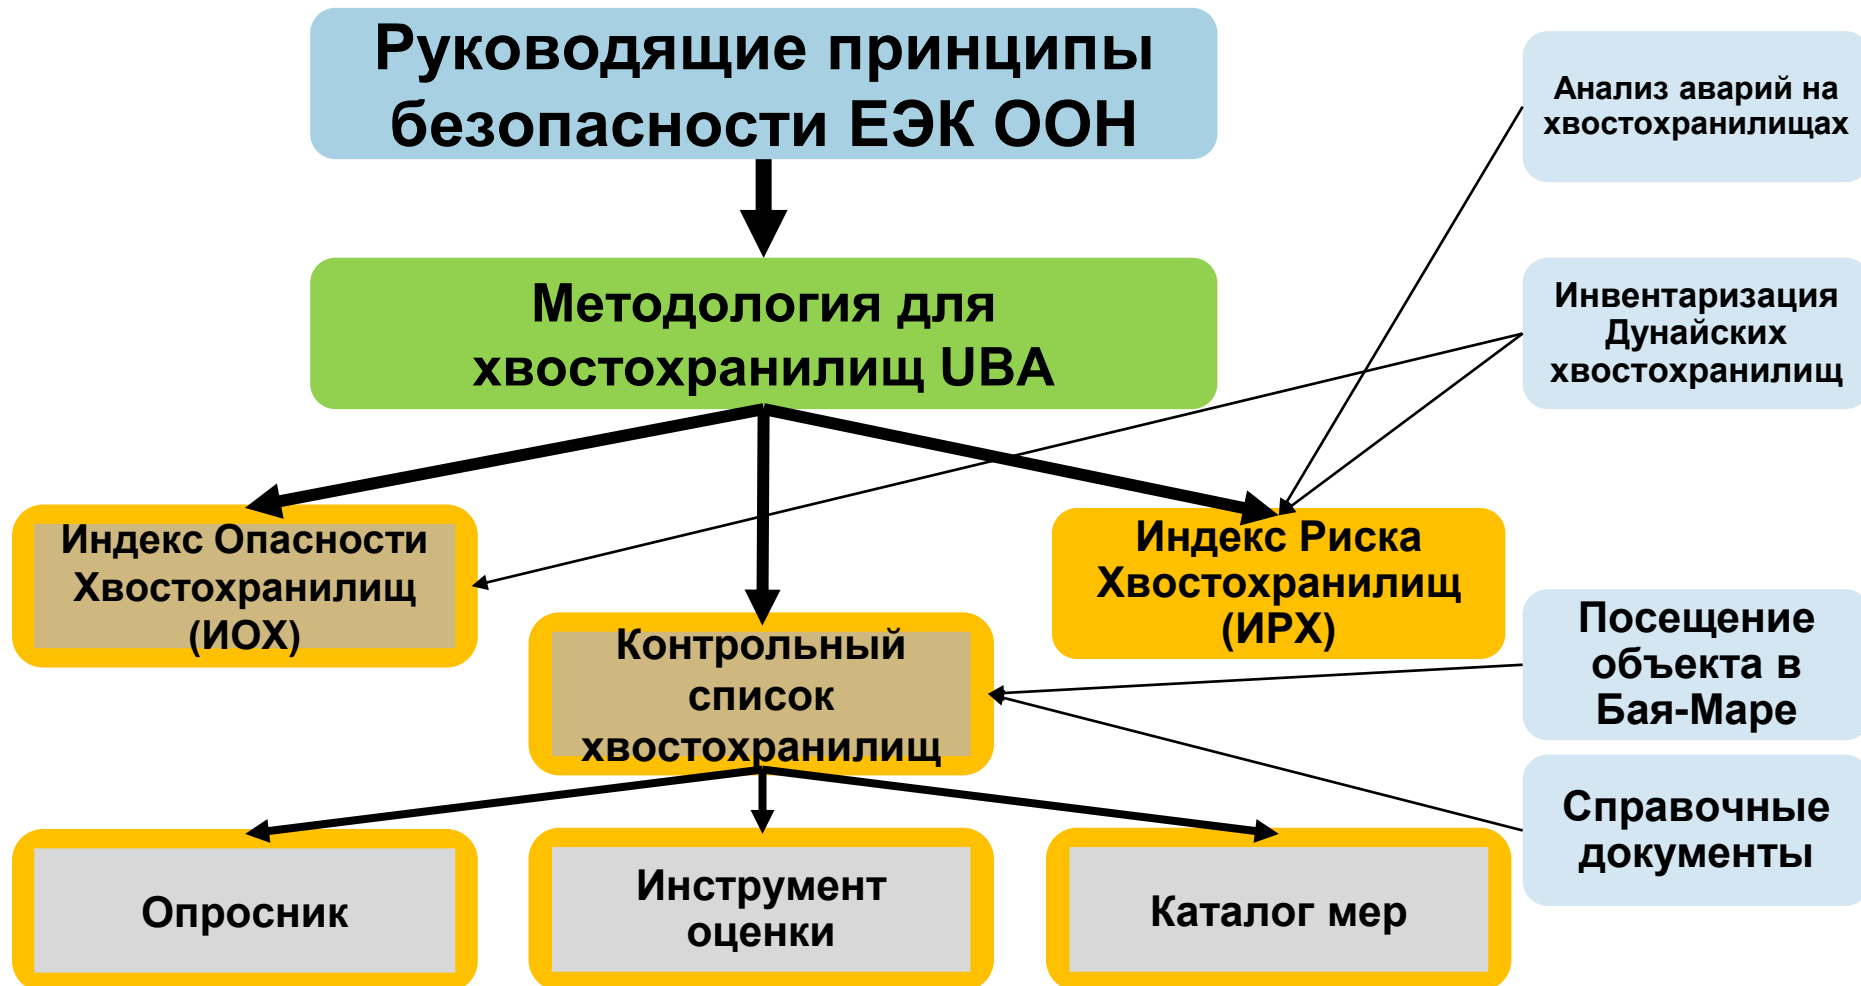 Руководящие принципы
безопасности ЕЭК ООН
Анализ аварий на
хвостохранилищах
Методология для
хвостохранилищ UBA
Инвентаризация
Дунайских
хвостохранилищ
Индекс Опасности
Хвостохранилищ
(ИОХ)
Индекс Риска
Хвостохранилищ
(ИРХ)
Контрольный
список
хвостохранилищ
Посещение
объекта в
Бая-Маре
Справочные
документы
Опросник
Инструмент
оценки
Каталог мер